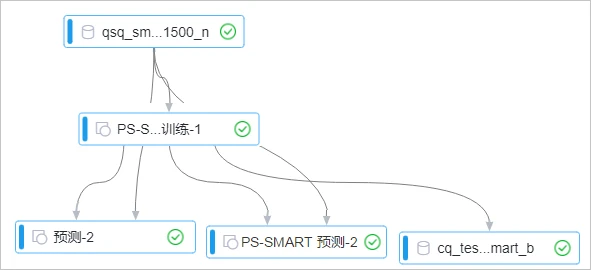 qsq_sm...1500_n
PS-S...训练-1
预测-2
PS-SMART 预测-2
cq_tes...mart_b